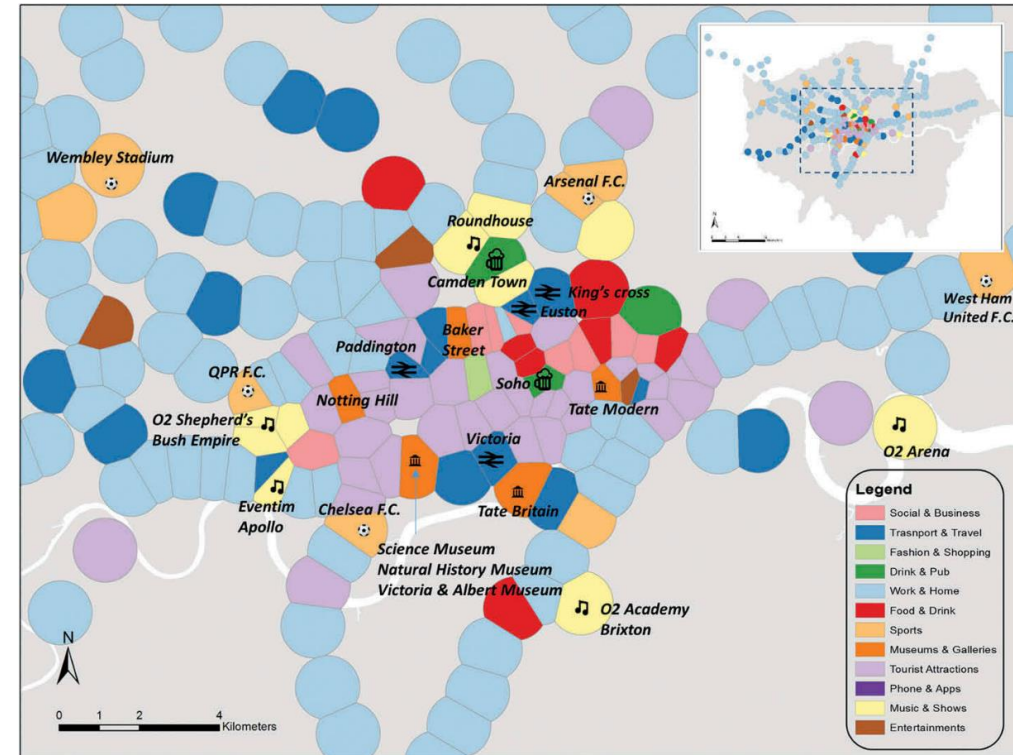 Wembley Stadium
Arsenal F.C.
Roundhouse
Camden Town
King's cross
Euston
West Ham
United F.C.
Baker
Street
Paddington
QPR F.C.
Soho
Notting Hill
Tate Modern
O2 Shepherd's
Bush Empire
Victoria
O2 Arena
Eventim
Apollo
Chelsea F.C.
Tate Britain
Science Museum
Natural History Museum
Victoria & Albert Museum
O2 Academy
Brixton
N
0 1 2 4
Kilometers
Legend
Social & Business
Trasnport & Travel
Fashion & Shopping
Drink & Pub
Work & Home
Food & Drink
Sports
Museums & Galleries
Tourist Attractions
Phone & Apps
Music & Shows
Entertainments